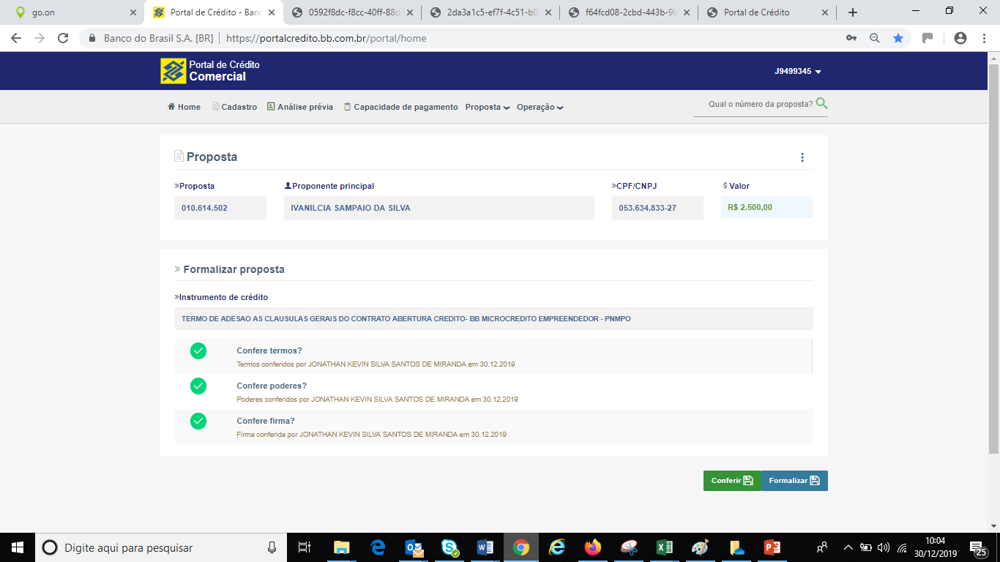 go.on
Portal de Crédito - Banc
0592f8dc-f8cc-40ff-88d
2da3a1c5-ef7f-4c51-b0
f64fcd08-2cbd-443b-9b
Portal de Crédito
Banco do Brasil S.A. [BR] | https://portalcredito.bb.com.br/portal/home
Portal de Crédito
Comercial
J9499345
Home
Cadastro
Análise prévia
Capacidade de pagamento
Proposta
Operação
Qual o número da proposta?
Proposta
»Proposta
Proponente principal
»CPF/CNPJ
$ Valor
010.614.502
IVANILCIA SAMPAIO DA SILVA
053.634.833-27
R$ 2.500,00
» Formalizar proposta
»Instrumento de crédito
TERMO DE ADESAO AS CLAUSULAS GERAIS DO CONTRATO ABERTURA CREDITO- BB MICROCREDITO EMPREENDEDOR - PNMPO
Confere termos?
Termos conferidos por JONATHAN KEVIN SILVA SANTOS DE MIRANDA em 30.12.2019
Confere poderes?
Poderes conferidos por JONATHAN KEVIN SILVA SANTOS DE MIRANDA em 30.12.2019
Confere firma?
Firma conferida por JONATHAN KEVIN SILVA SANTOS DE MIRANDA em 30.12.2019
Conferir
Formalizar
Digite aqui para pesquisar
10:04
30/12/2019
25